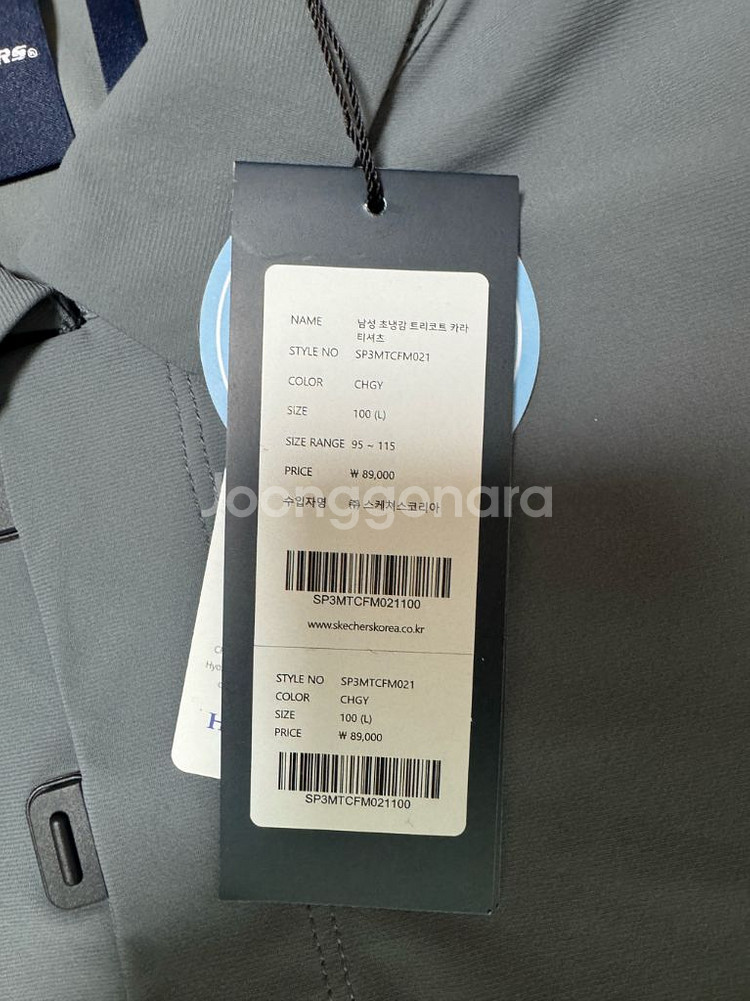 RS®
NAME 남성 초냉감 트리코트 카라
티셔츠
STYLE NO SP3MTCFM021
COLOR CHGY
SIZE 100 (L)
SIZE RANGE 95 ~ 115
PRICE ₩ 89,000
수입자명 ㈜ 스케쳐스코리아
Joonggonara
SP3MTCFM021100
www.skecherskorea.co.kr
STYLE NO SP3MTCFM021
COLOR CHGY
SIZE 100 (L)
PRICE ₩ 89,000
SP3MTCFM021100
Hyo
H